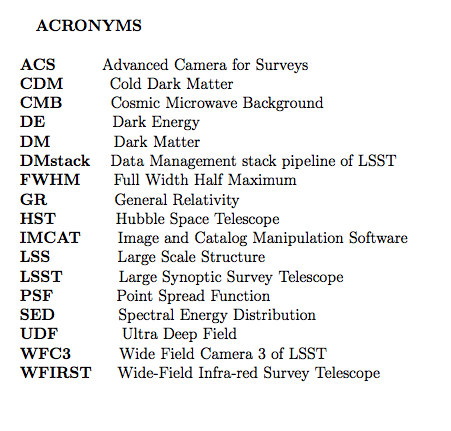 ACRONYMS
ACS Advanced Camera for Surveys
CDM Cold Dark Matter
CMB Cosmic Microwave Background
DE Dark Energy
DM Dark Matter
DMstack Data Management stack pipeline of LSST
FWHM Full Width Half Maximum
GR General Relativity
HST Hubble Space Telescope
IMCAT Image and Catalog Manipulation Software
LSS Large Scale Structure
LSST Large Synoptic Survey Telescope
PSF Point Spread Function
SED Spectral Energy Distribution
UDF Ultra Deep Field
WFC3 Wide Field Camera 3 of LSST
WFIRST Wide-Field Infra-red Survey Telescope